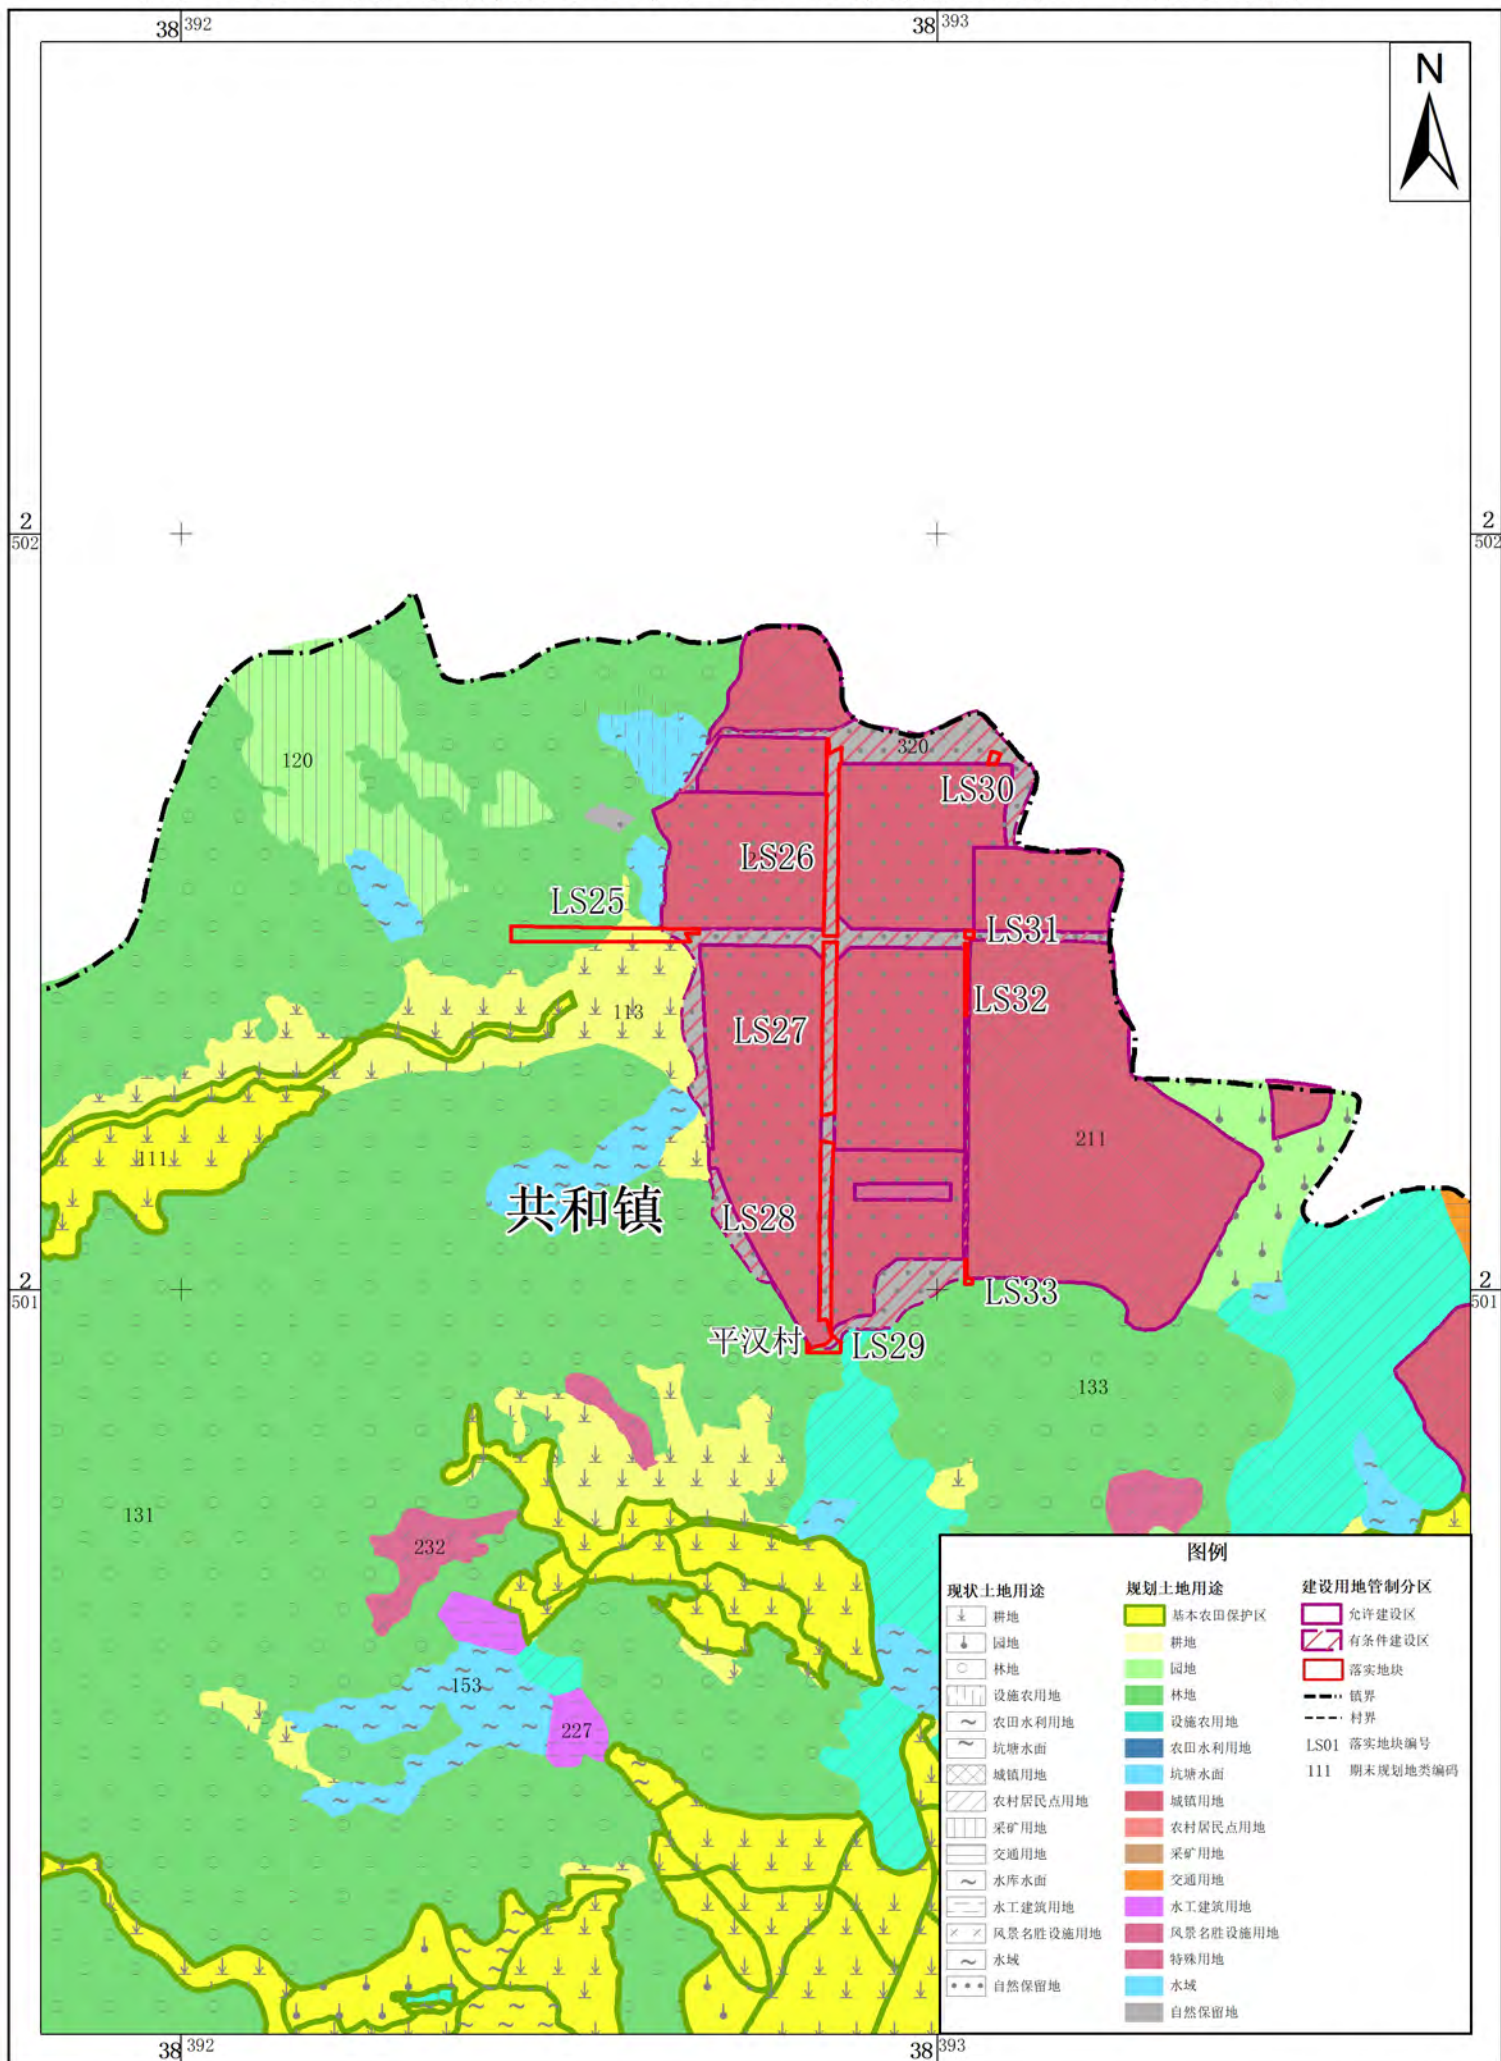 38 392
38 393
N
2
502
2
502
120
320
LS30
LS26
LS25
LS31
LS32
113
LS27
211
111
共和镇
LS28
2
501
2
501
LS33
平汉村
LS29
133
131
232
153
227
图例
现状土地用途
耕地
园地
林地
设施农用地
农田水利用地
坑塘水面
城镇用地
农村居民点用地
采矿用地
交通用地
水库水面
水工建筑用地
风景名胜设施用地
水域
自然保留地
规划土地用途
基本农田保护区
耕地
园地
林地
设施农用地
农田水利用地
坑塘水面
城镇用地
农村居民点用地
采矿用地
交通用地
水工建筑用地
风景名胜设施用地
特殊用地
水域
自然保留地
建设用地管制分区
允许建设区
有条件建设区
落实地块
镇界
村界
LS01 落实地块编号
111 期末规划地类编码
38 392
38 393